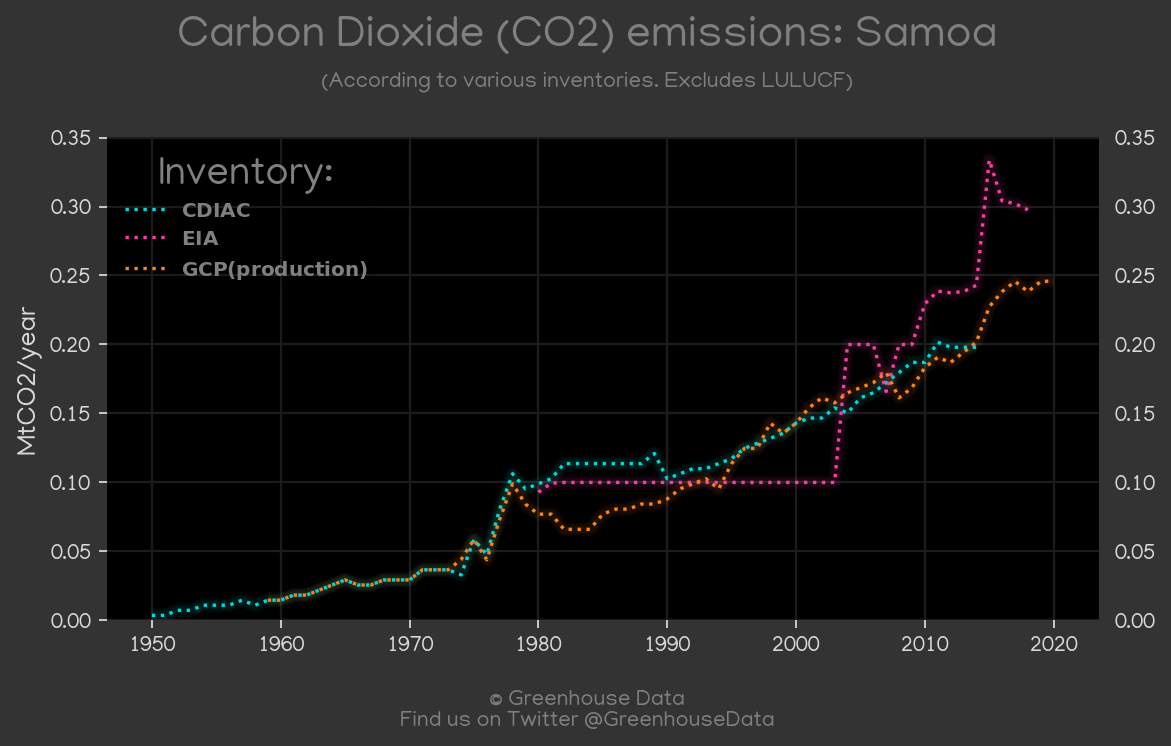 Carbon Dioxide (CO2) emissions: Samoa
(According to various inventories. Excludes LULUCF)
Inventory:
CDIAC
EIA
GCP(production)
MtCO2/year
0.35
0.30
0.25
0.20
0.15
0.10
0.05
0.00
0.35
0.30
0.25
0.20
0.15
0.10
0.05
0.00
1950 1960 1970 1980 1990 2000 2010 2020
© Greenhouse Data
Find us on Twitter @GreenhouseData